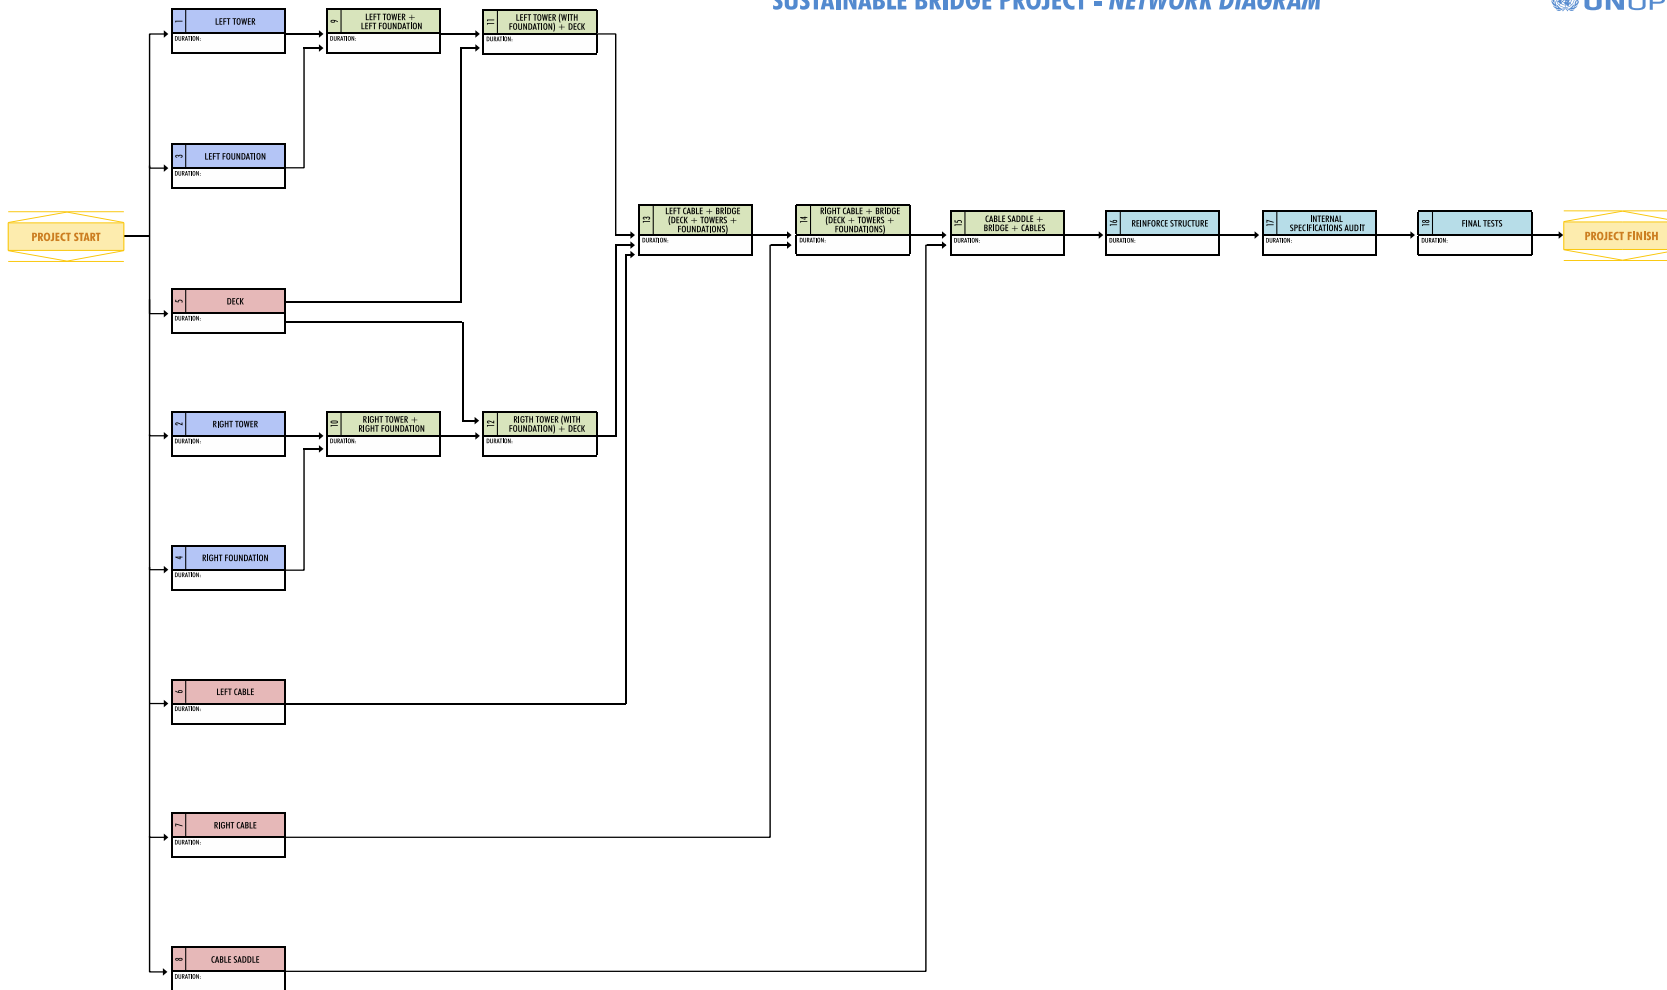 SUSTAINABLE BRIDGE PROJECT - NETWORK DIAGRAM
UNOP
1
LEFT TOWER
DURATION:
9
LEFT TOWER +
LEFT FOUNDATION
DURATION:
11
LEFT TOWER (WITH
FOUNDATION) + DECK
DURATION:
3
LEFT FOUNDATION
DURATION:
PROJECT START
13
LEFT CABLE + BRIDGE
(DECK + TOWERS +
FOUNDATIONS)
DURATION:
14
RIGHT CABLE + BRIDGE
(DECK + TOWERS +
FOUNDATIONS)
DURATION:
15
CABLE SADDLE +
BRIDGE + CABLES
DURATION:
16
REINFORCE STRUCTURE
DURATION:
17
INTERNAL
SPECIFICATIONS AUDIT
DURATION:
18
FINAL TESTS
DURATION:
PROJECT FINISH
5
DECK
DURATION:
2
RIGHT TOWER
DURATION:
10
RIGHT TOWER +
RIGHT FOUNDATION
DURATION:
12
RIGTH TOWER (WITH
FOUNDATION) + DECK
DURATION:
4
RIGHT FOUNDATION
DURATION:
6
LEFT CABLE
DURATION:
7
RIGHT CABLE
DURATION:
8
CABLE SADDLE
DURATION: